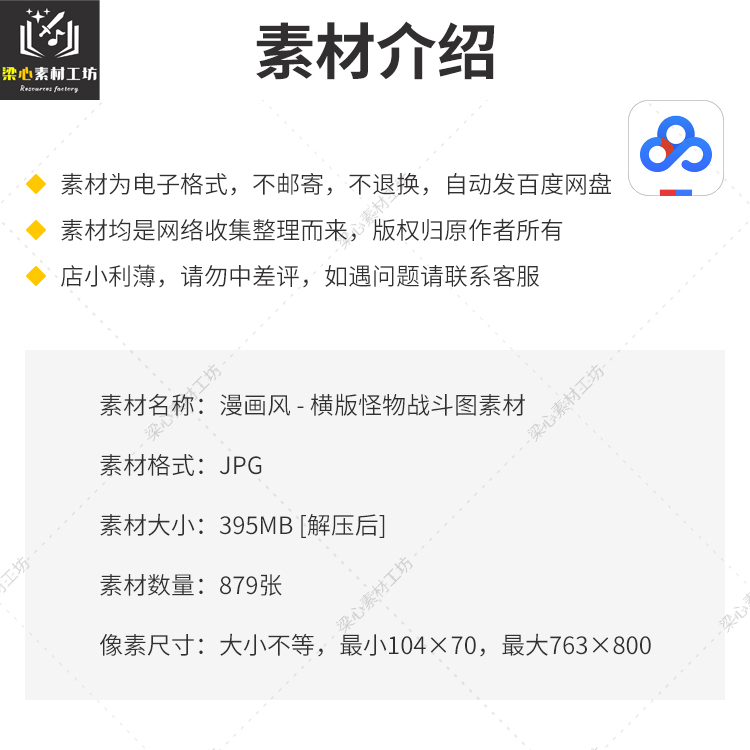 素材介绍
梁心素材工坊
Resources factory
素材为电子格式，不邮寄，不退换，自动发百度网盘
素材均是网络收集整理而来，版权归原作者所有
店小利薄，请勿中差评，如遇问题请联系客服
素材名称：漫画风 - 横版怪物战斗图素材
素材格式：JPG
素材大小：395MB [解压后]
素材数量：879张
像素尺寸：大小不等，最小104×70，最大763×800
梁心素材工坊
梁心素材工坊
梁心素材工坊
梁心素材工坊